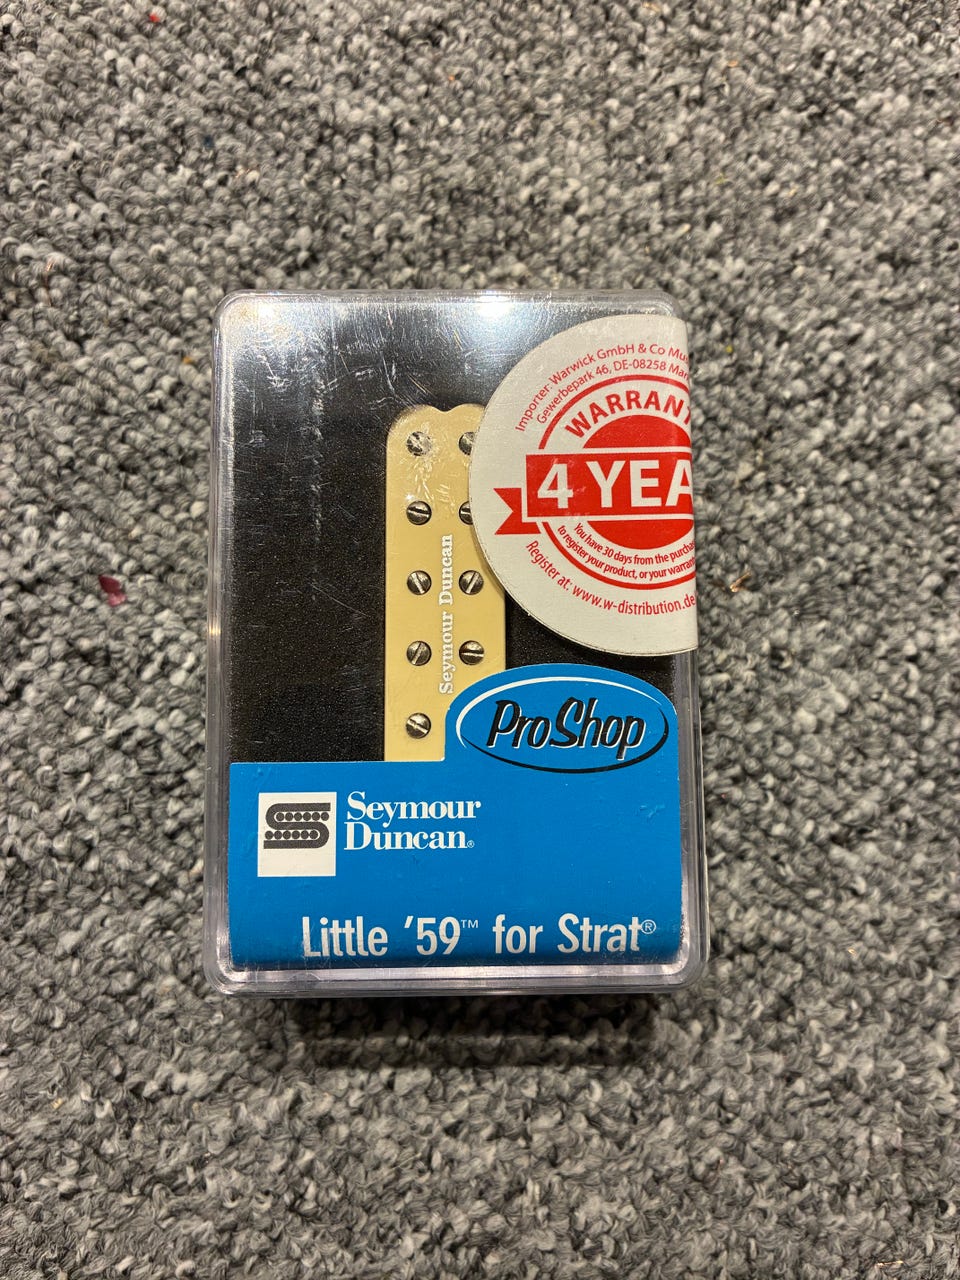 Importer: Warwick GmbH & Co Mus
Gewerbepark 46, DE-08258 Mar
WARRANT
4 YEA
You have 30 days from the purchas
to register your product, or your warran
Register at: www.w-distribution.de
Seymour Duncan
ProShop
Seymour
Duncan®
Little '59™ for Strat®